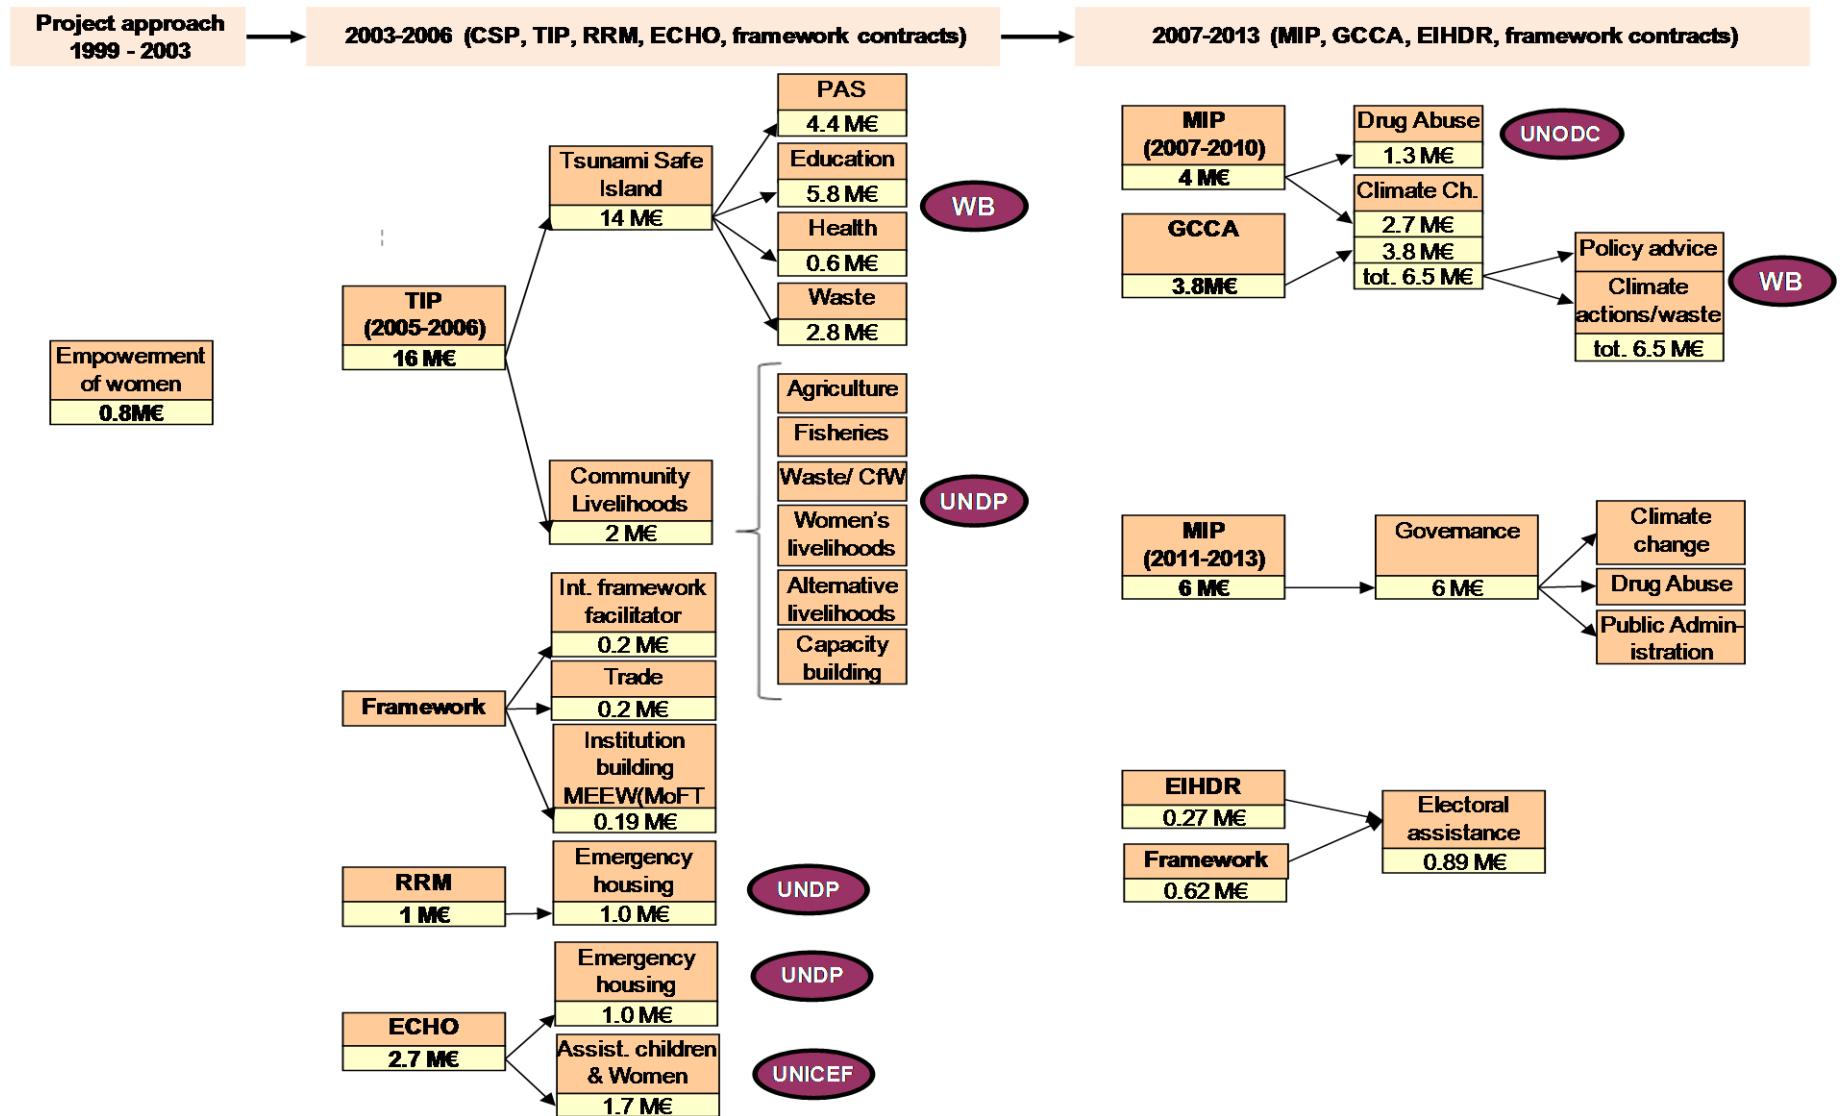 Project approach
1999 - 2003
2003-2006 (CSP, TIP, RRM, ECHO, framework contracts)
2007-2013 (MIP, GCCA, EIHDR, framework contracts)
Empowerment
of women
0.8M€
TIP
(2005-2006)
16 M€
Tsunami Safe
Island
14 M€
PAS
4.4 M€
Education
5.8 M€
Health
0.6 M€
Waste
2.8 M€
WB
Community
Livelihoods
2 M€
Agriculture
Fisheries
Waste/ CfW
Women's
livelihoods
Alternative
livelihoods
Capacity
building
UNDP
Framework
Int. framework
facilitator
0.2 M€
Trade
0.2 M€
Institution
building
MEEW(MoFT
0.19 M€
RRM
1 M€
Emergency
housing
1.0 M€
UNDP
ECHO
2.7 M€
Emergency
housing
1.0 M€
UNDP
Assist. children
& Women
1.7 M€
UNICEF
MIP
(2007-2010)
4 M€
Drug Abuse
1.3 M€
UNODC
GCCA
3.8M€
Climate Ch.
2.7 M€
3.8 M€
tot. 6.5 M€
Policy advice
Climate
actions/waste
tot. 6.5 M€
WB
MIP
(2011-2013)
6 M€
Governance
6 M€
Climate
change
Drug Abuse
Public Admin-
istration
EIHDR
0.27 M€
Framework
0.62 M€
Electoral
assistance
0.89 M€